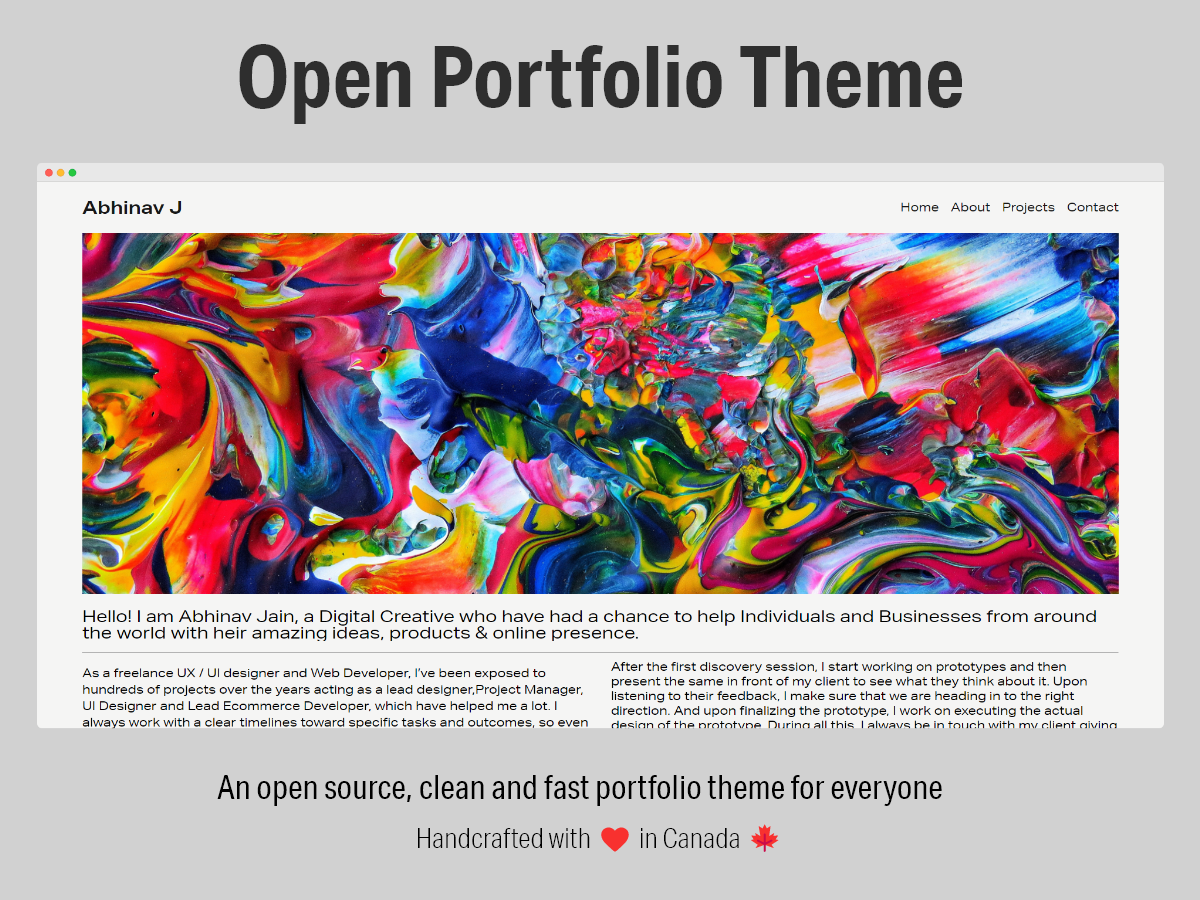 Open Portfolio Theme
Abhinav J
Home About Projects Contact
Hello! I am Abhinav Jain, a Digital Creative who have had a chance to help Individuals and Businesses from around
the world with heir amazing ideas, products & online presence.
As a freelance UX / UI designer and Web Developer, I've been exposed to
hundreds of projects over the years acting as a lead designer,Project Manager,
UI Designer and Lead Ecommerce Developer, which have helped me a lot. I
always work with a clear timelines toward specific tasks and outcomes, so even
After the first discovery session, I start working on prototypes and then
present the same in front of my client to see what they think about it. Upon
listening to their feedback, I make sure that we are heading in to the right
direction. And upon finalizing the prototype, I work on executing the actual
design of the prototype. During all this, I always be in touch with my client giving
An open source, clean and fast portfolio theme for everyone
Handcrafted with ❤️ in Canada 🍁